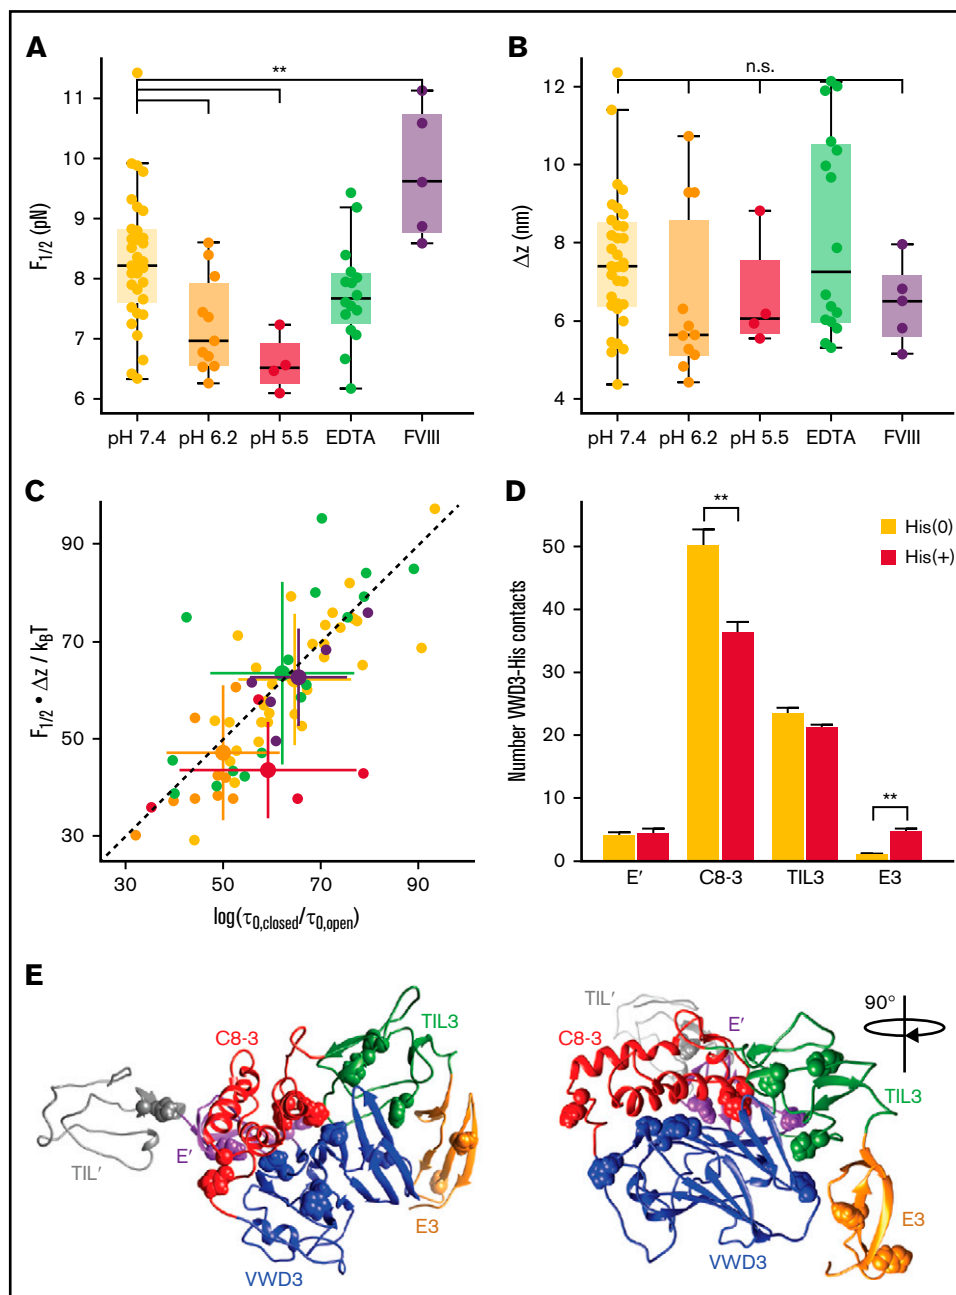 A
**
11
10
9
8
7
6
F1/2 (pN)
pH 7.4 pH 6.2 pH 5.5 EDTA FVIII
B
n.s.
12
10
8
6
4
Δz (nm)
pH 7.4 pH 6.2 pH 5.5 EDTA FVIII
C
90
70
50
30
F1/2 • Δz / kBT
30 50 70 90
log(τ0,closed/τ0,open)
D
**
His(0)
His(+)
50
40
30
20
10
0
Number VWD3-His contacts
**
E′ C8-3 TIL3 E3
E
TIL′
E′
C8-3
TIL3
VWD3
E3
TIL′
C8-3
E′
90°
TIL3
E3
VWD3